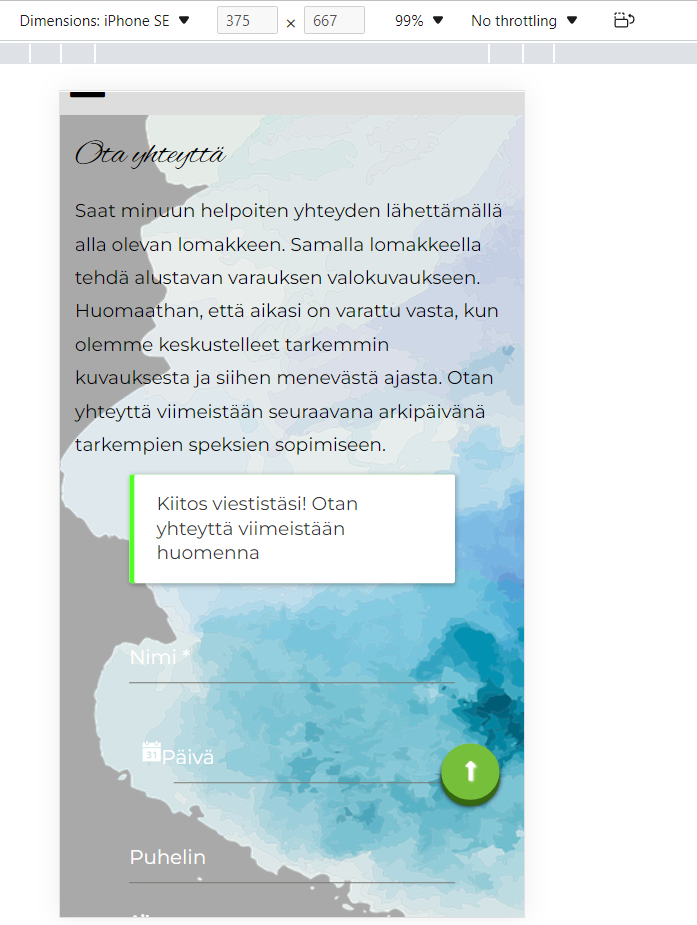 Dimensions: iPhone SE 375 × 667 99% No throttling
Ota yhteyttä
Saat minuun helpoiten yhteyden lähettämällä
alla olevan lomakkeen. Samalla lomakkeella
tehdä alustavan varauksen valokuvaukseen.
Huomaathan, että aikasi on varattu vasta, kun
olemme keskustelleet tarkemmin
kuvauksesta ja siihen menevästä ajasta. Otan
yhteyttä viimeistään seuraavana arkipäivänä
tarkempien speksien sopimiseen.
Kiitos viestistäsi! Otan
yhteyttä viimeistään
huomenna
Nimi *
31 Päivä
Puhelin